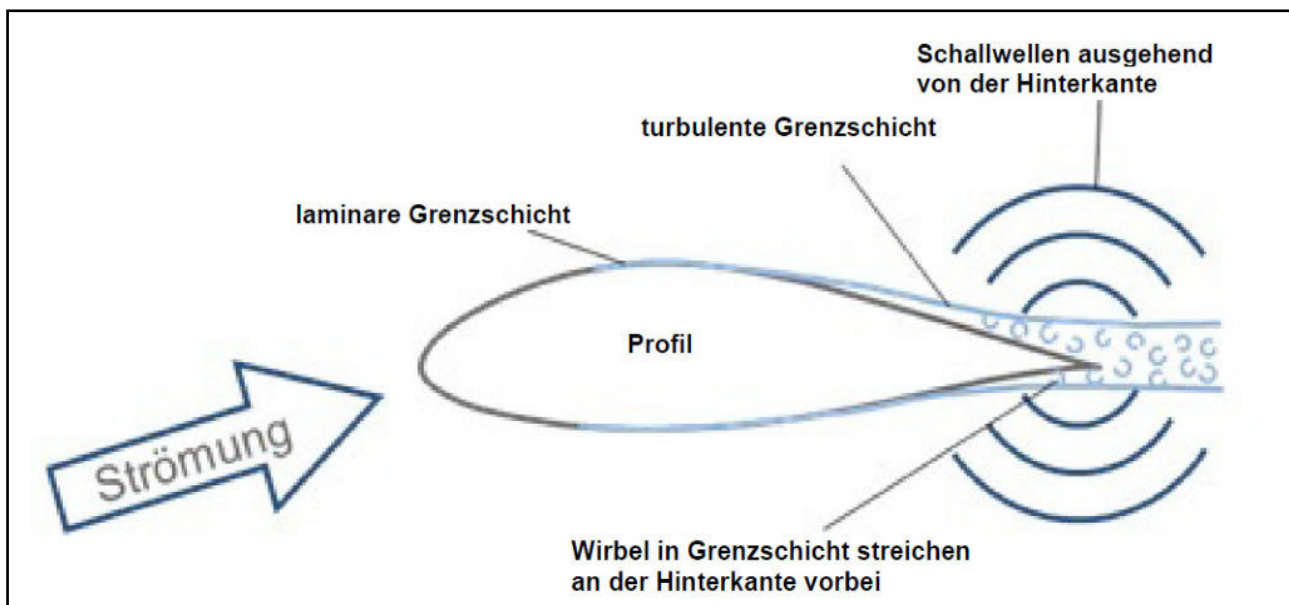 Schallwellen ausgehend
von der Hinterkante
turbulente Grenzschicht
laminare Grenzschicht
Profil
Strömung
Wirbel in Grenzschicht streichen
an der Hinterkante vorbei